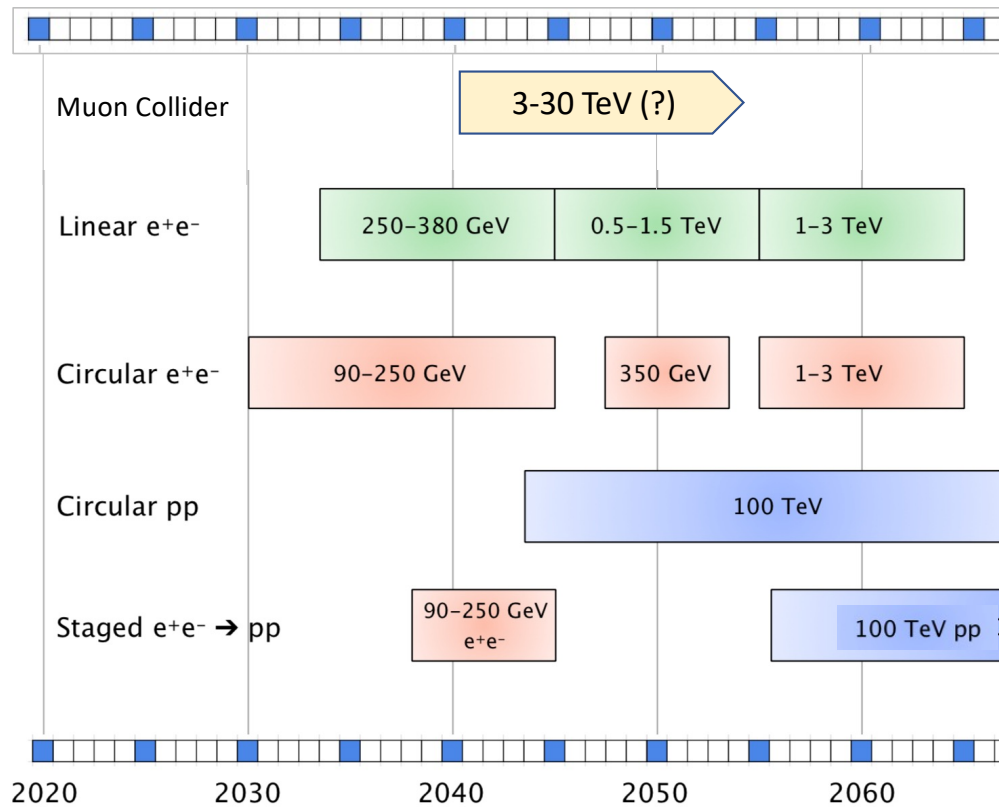 Muon Collider
3-30 TeV (?)
Linear e⁺e⁻
250–380 GeV
0.5–1.5 TeV
1–3 TeV
Circular e⁺e⁻
90–250 GeV
350 GeV
1–3 TeV
Circular pp
100 TeV
Staged e⁺e⁻ ➔ pp
90–250 GeV
e⁺e⁻
100 TeV pp
2020 2030 2040 2050 2060